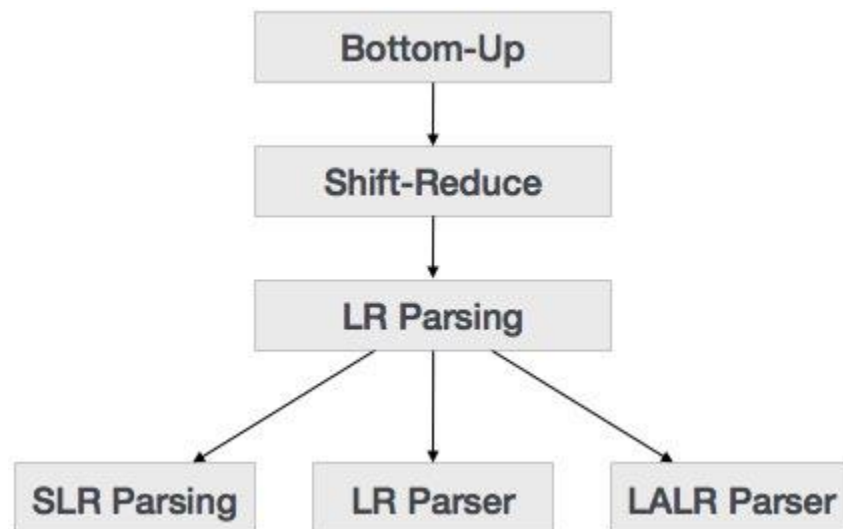 Bottom-Up
Shift-Reduce
LR Parsing
SLR Parsing
LR Parser
LALR Parser